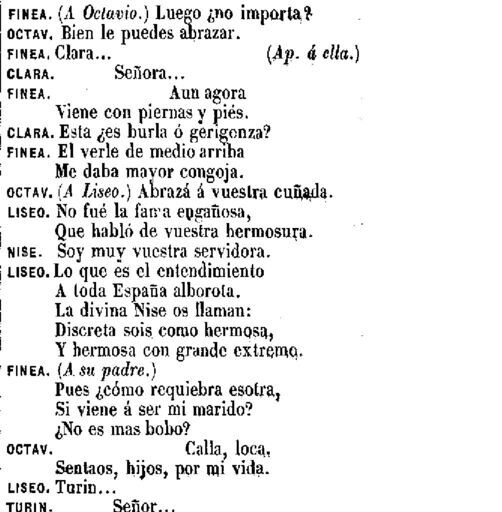 FINEA. (A Octavio.) Luego ¿no importa?
OCTAV. Bien le puedes abrazar.
FINEA. Clara... (Ap. á ella.)
CLARA. Señora...
FINEA. Aun agora
Viene con piernas y piés.
CLARA. Esta ¿es burla ó gerigonza?
FINEA. El verle de medio arriba
Me daba mayor congoja.
OCTAV. (A Liseo.) Abrazá á vuestra cuñada.
LISEO. No fué la fama engañosa,
Que habló de vuestra hermosura.
NISE. Soy muy vuestra servidora.
LISEO. Lo que es el entendimiento
A toda España alborota.
La divina Nise os llaman:
Discreta sois como hermosa,
Y hermosa con grande extremo.
FINEA. (A su padre.)
Pues ¿cómo requiebra esotra,
Si viene á ser mi marido?
¿No es mas bobo?
OCTAV. Calla, loca.
Sentaos, hijos, por mi vida.
LISEO. Turin...
TURIN. Señor...